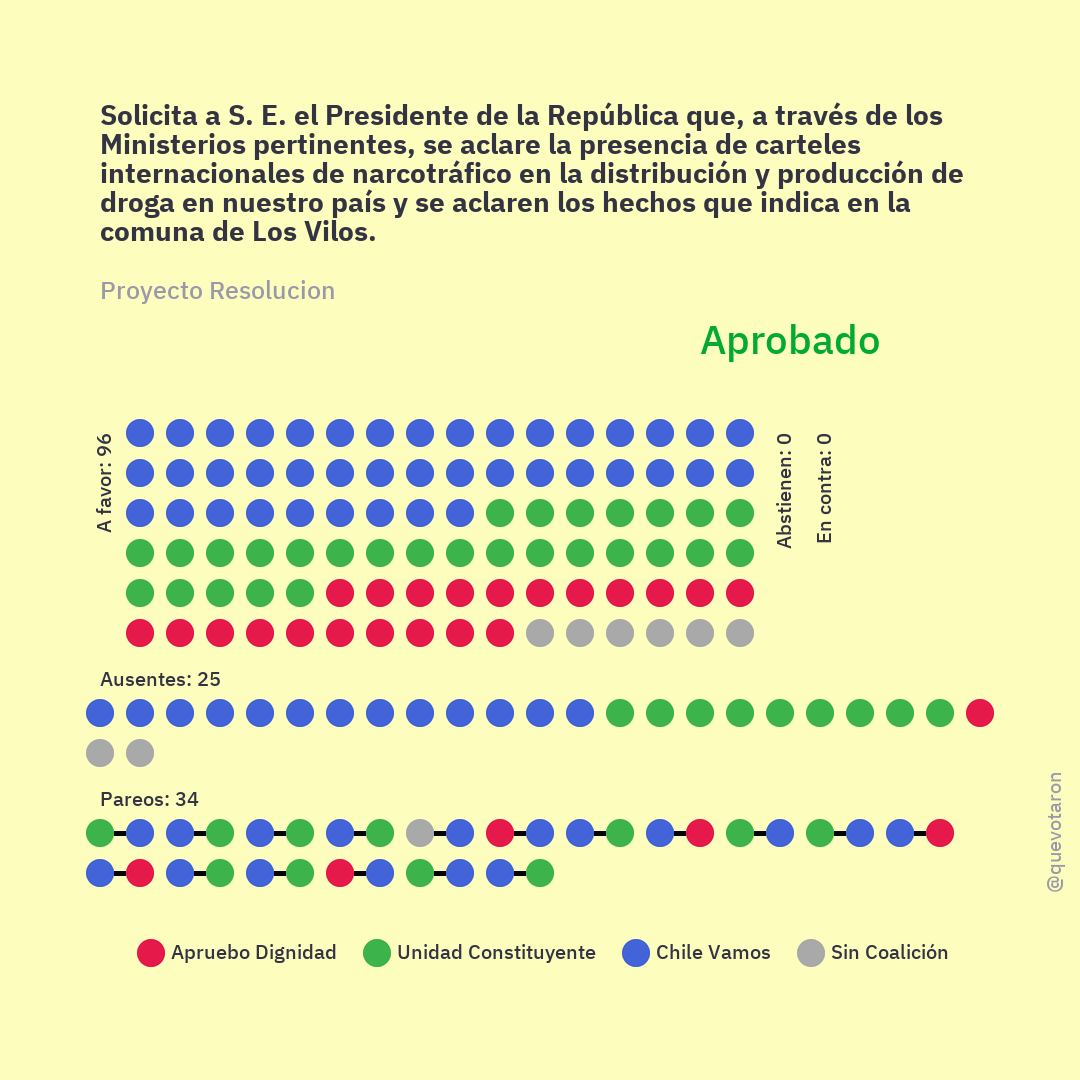 Solicita a S. E. el Presidente de la República que, a través de los
Ministerios pertinentes, se aclare la presencia de carteles
internacionales de narcotráfico en la distribución y producción de
droga en nuestro país y se aclaren los hechos que indica en la
comuna de Los Vilos.
Proyecto Resolucion
Aprobado
A favor: 96
Abstienen: 0
En contra: 0
Ausentes: 25
Pareos: 34
@quevotaron
Apruebo Dignidad
Unidad Constituyente
Chile Vamos
Sin Coalición